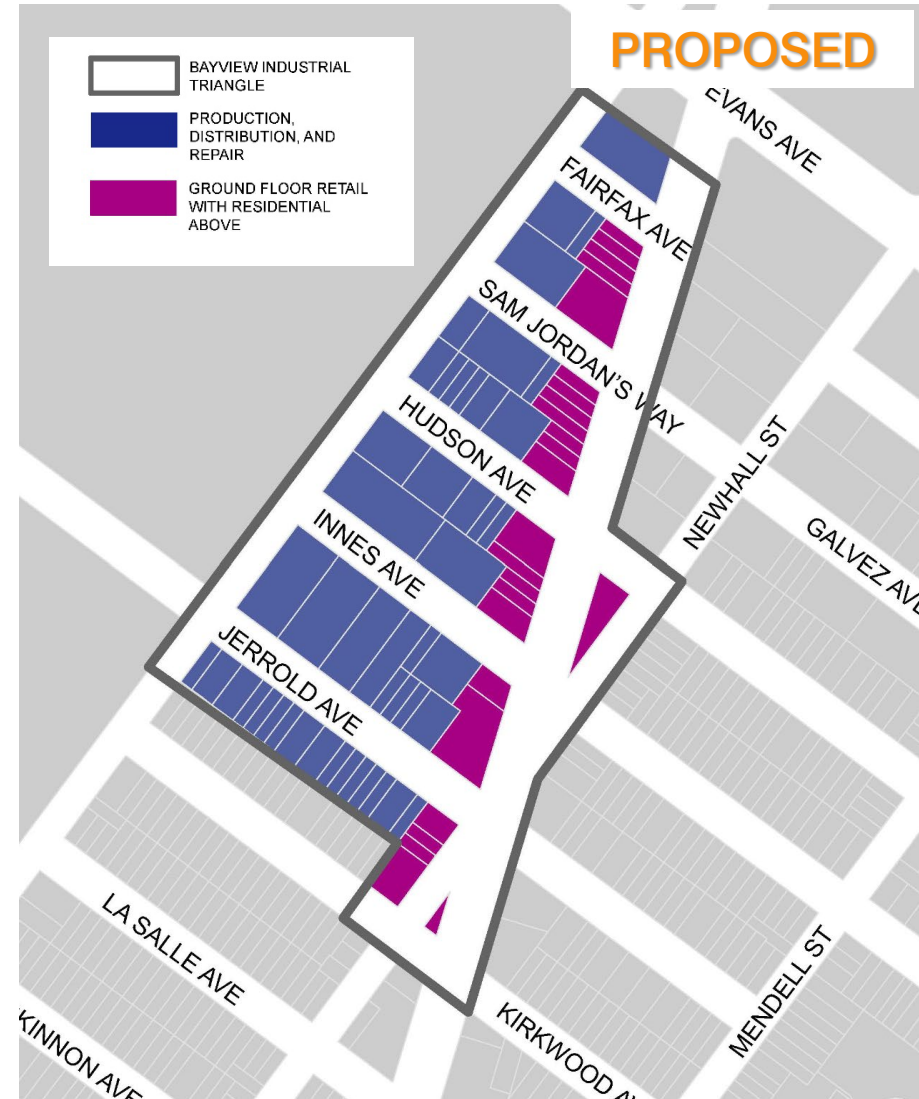 PROPOSED
BAYVIEW INDUSTRIAL
TRIANGLE
PRODUCTION,
DISTRIBUTION, AND
REPAIR
GROUND FLOOR RETAIL
WITH RESIDENTIAL
ABOVE
EVANS AVE
FAIRFAX AVE
SAM JORDAN'S WAY
HUDSON AVE
NEWHALL ST
INNES AVE
GALVEZ AVE
JERROLD AVE
LA SALLE AVE
MENDELL ST
KIRKWOOD AV
KINNON AVE